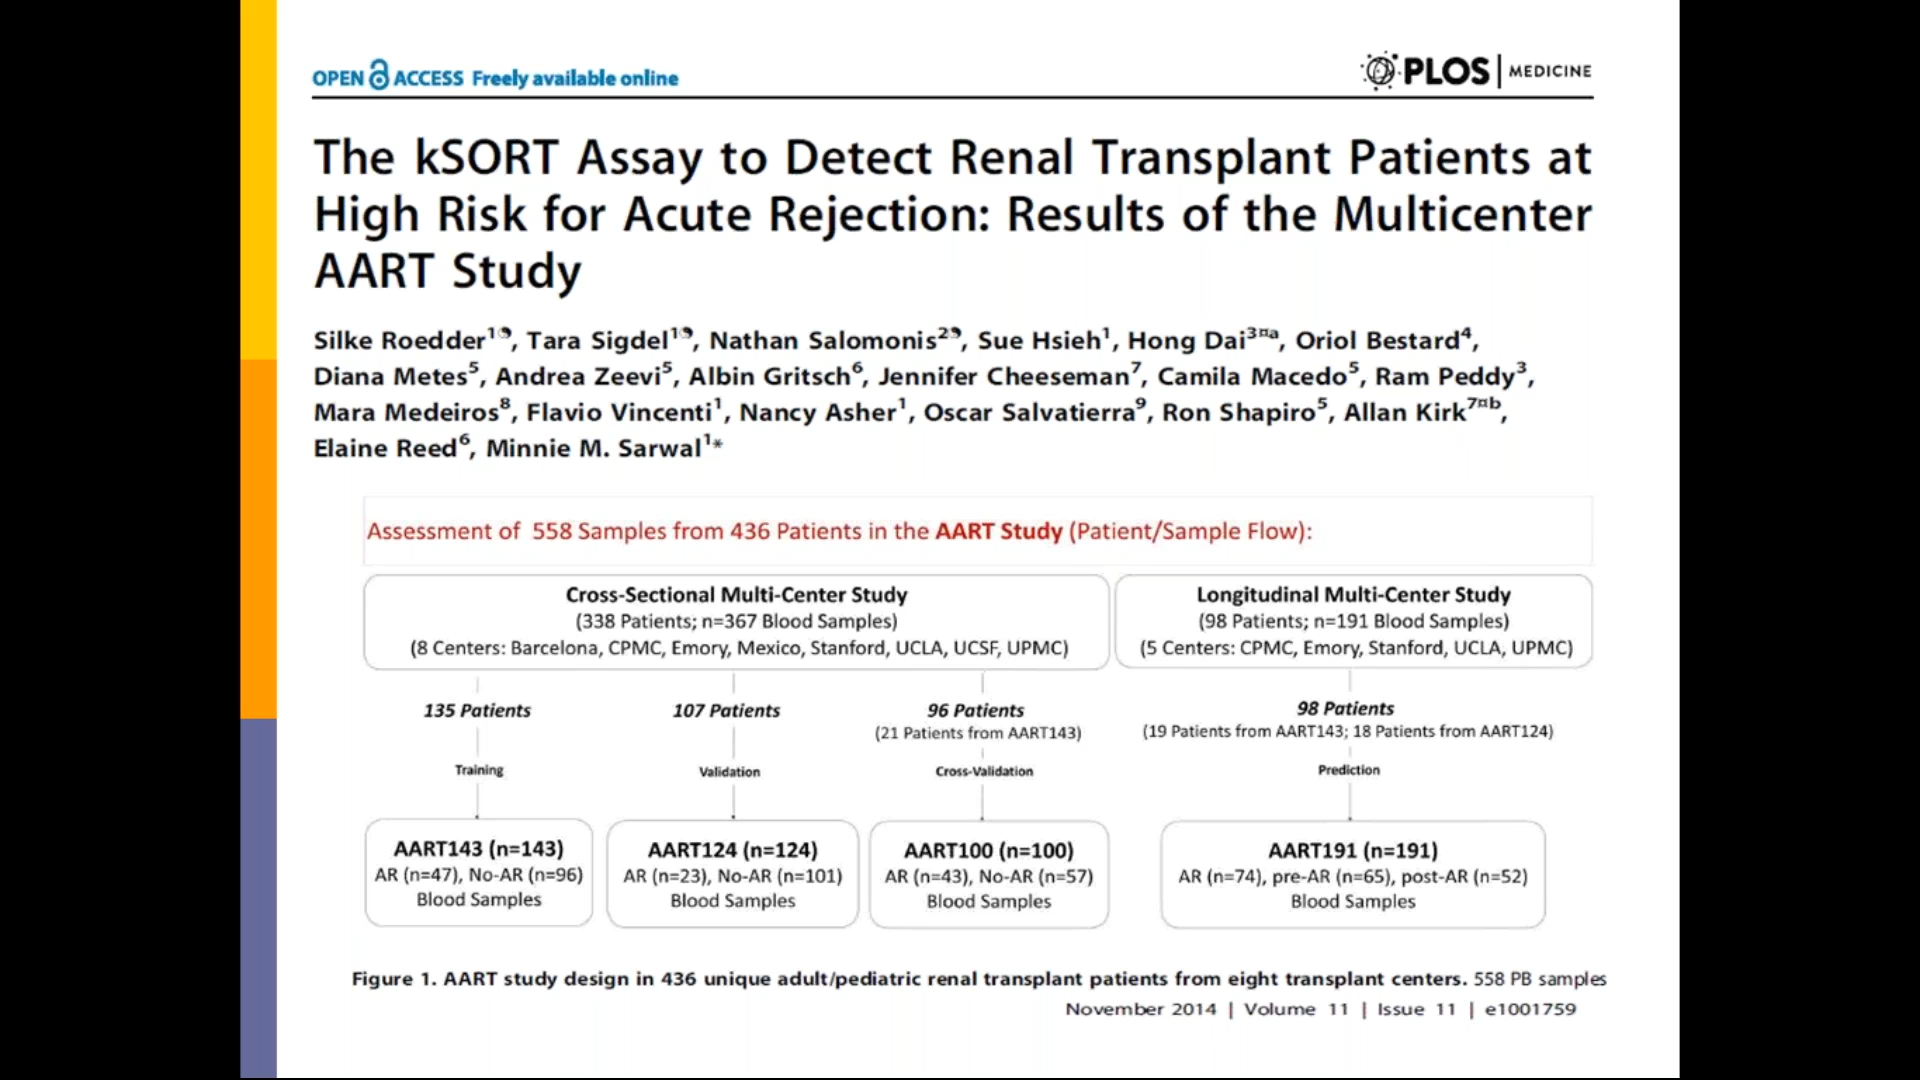 OPEN ACCESS Freely available online
PLOS | MEDICINE
The kSORT Assay to Detect Renal Transplant Patients at
High Risk for Acute Rejection: Results of the Multicenter
AART Study
Silke Roedder¹, Tara Sigdel¹, Nathan Salomonis², Sue Hsieh¹, Hong Dai³¤ᵃ, Oriol Bestard⁴,
Diana Metes⁵, Andrea Zeevi⁵, Albin Gritsch⁶, Jennifer Cheeseman⁷, Camila Macedo⁵, Ram Peddy³,
Mara Medeiros⁸, Flavio Vincenti¹, Nancy Asher¹, Oscar Salvatierra⁹, Ron Shapiro⁵, Allan Kirk⁷¤ᵇ,
Elaine Reed⁶, Minnie M. Sarwal¹*
Assessment of 558 Samples from 436 Patients in the AART Study (Patient/Sample Flow):
Cross-Sectional Multi-Center Study
(338 Patients; n=367 Blood Samples)
(8 Centers: Barcelona, CPMC, Emory, Mexico, Stanford, UCLA, UCSF, UPMC)
Longitudinal Multi-Center Study
(98 Patients; n=191 Blood Samples)
(5 Centers: CPMC, Emory, Stanford, UCLA, UPMC)
135 Patients
107 Patients
96 Patients
(21 Patients from AART143)
98 Patients
(19 Patients from AART143; 18 Patients from AART124)
Training
Validation
Cross-Validation
Prediction
AART143 (n=143)
AR (n=47), No-AR (n=96)
Blood Samples
AART124 (n=124)
AR (n=23), No-AR (n=101)
Blood Samples
AART100 (n=100)
AR (n=43), No-AR (n=57)
Blood Samples
AART191 (n=191)
AR (n=74), pre-AR (n=65), post-AR (n=52)
Blood Samples
Figure 1. AART study design in 436 unique adult/pediatric renal transplant patients from eight transplant centers. 558 PB samples
November 2014 | Volume 11 | Issue 11 | e1001759